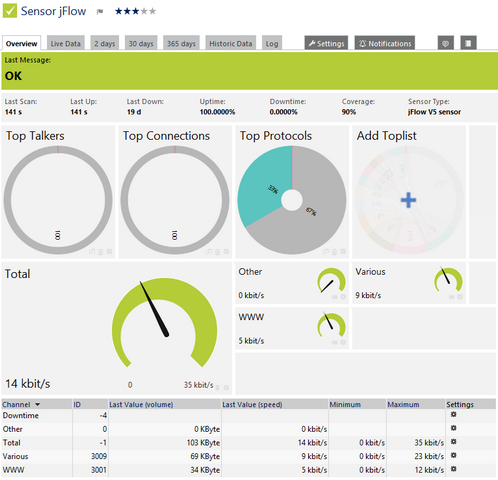 Sensor jFlow
Overview Live Data 2 days 30 days 365 days Historic Data Log Settings Notifications
Last Message:
OK
Last Scan: Last Up: Last Down: Uptime: Downtime: Coverage: Sensor Type:
141 s 141 s 19 d 100.0000% 0.0000% 90% jFlow V5 sensor
Top Talkers Top Connections Top Protocols Add Toplist
100 100 33% 67%
Total Other Various
0 kbit/s 9 kbit/s
WWW
5 kbit/s
14 kbit/s 0 35 kbit/s
Channel ID Last Value (volume) Last Value (speed) Minimum Maximum Settings
Downtime -4
Other 0 0 KByte 0 kbit/s
Total -1 103 KByte 14 kbit/s 0 kbit/s 35 kbit/s
Various 3009 69 KByte 9 kbit/s 0 kbit/s 23 kbit/s
WWW 3001 34 KByte 5 kbit/s 0 kbit/s 12 kbit/s